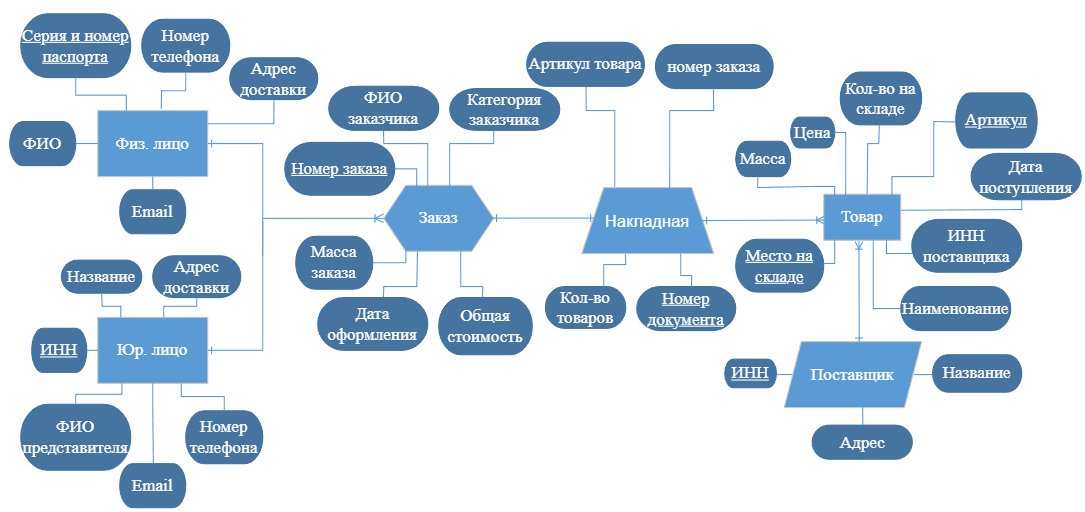 Серия и номер
паспорта
Номер
телефона
Адрес
доставки
ФИО
Физ. лицо
Email
Название
Адрес
доставки
ИНН
Юр. лицо
ФИО
представителя
Email
Номер
телефона
ФИО
заказчика
Категория
заказчика
Номер заказа
Заказ
Масса
заказа
Дата
оформления
Общая
стоимость
Артикул товара
номер заказа
Накладная
Кол-во
товаров
Номер
документа
Масса
Цена
Кол-во на
складе
Артикул
Дата
поступления
Товар
Место на
складе
ИНН
поставщика
Наименование
ИНН
Поставщик
Название
Адрес